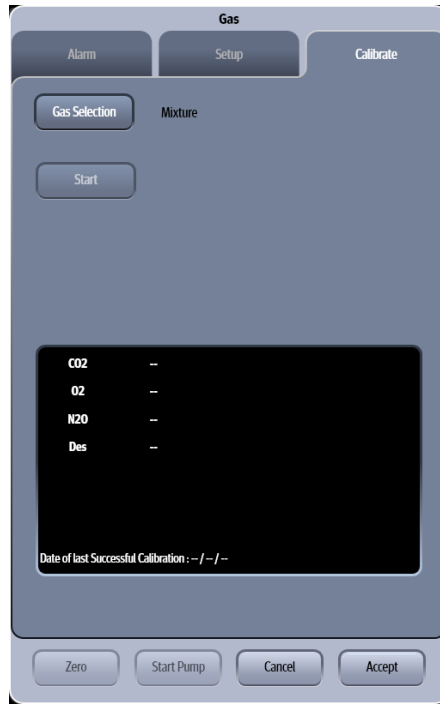 Gas
Alarm Setup Calibrate
Gas Selection Mixture
Start
CO2 --
O2 --
N2O --
Des --
Date of last Successful Calibration : -- / -- / --
Zero Start Pump Cancel Accept